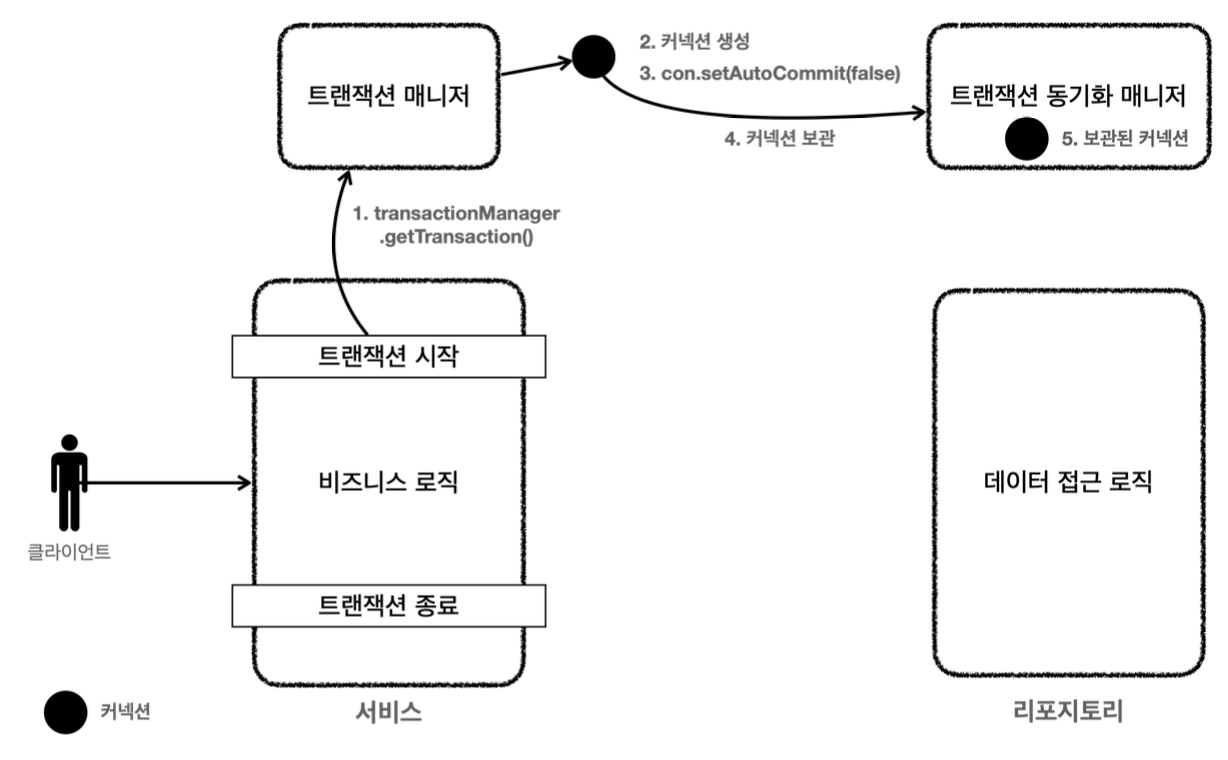 트랜잭션 매니저
2. 커넥션 생성
3. con.setAutoCommit(false)
4. 커넥션 보관
트랜잭션 동기화 매니저
5. 보관된 커넥션
1. transactionManager
.getTransaction()
트랜잭션 시작
비즈니스 로직
트랜잭션 종료
데이터 접근 로직
클라이언트
커넥션
서비스
리포지토리